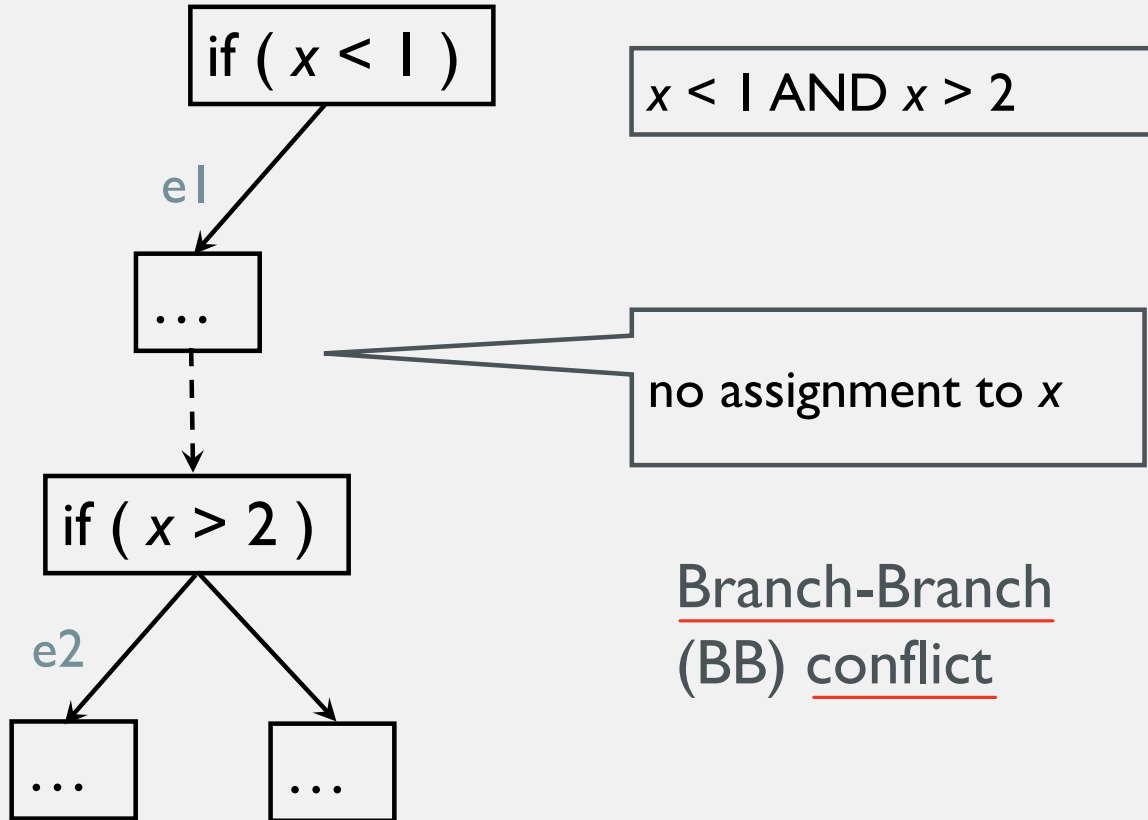 if ( x < 1 )
x < 1 AND x > 2
e1
...
no assignment to x
if ( x > 2 )
Branch-Branch
(BB) conflict
e2
...
...